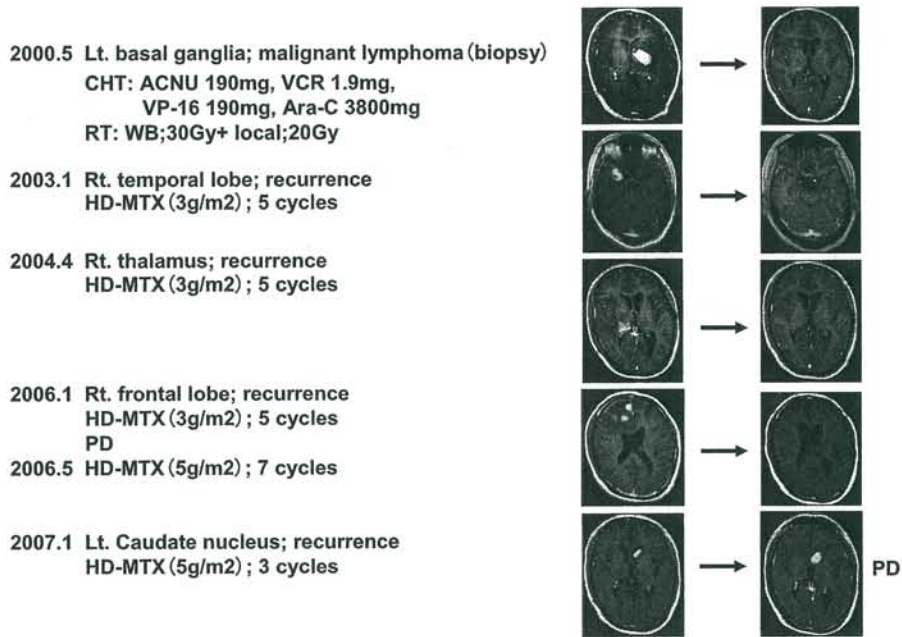 2000.5 Lt. basal ganglia; malignant lymphoma (biopsy)
CHT: ACNU 190mg, VCR 1.9mg,
VP-16 190mg, Ara-C 3800mg
RT: WB;30Gy+ local;20Gy
2003.1 Rt. temporal lobe; recurrence
HD-MTX (3g/m2) ; 5 cycles
2004.4 Rt. thalamus; recurrence
HD-MTX (3g/m2) ; 5 cycles
2006.1 Rt. frontal lobe; recurrence
HD-MTX (3g/m2) ; 5 cycles
PD
2006.5 HD-MTX (5g/m2) ; 7 cycles
2007.1 Lt. Caudate nucleus; recurrence
HD-MTX (5g/m2) ; 3 cycles
PD